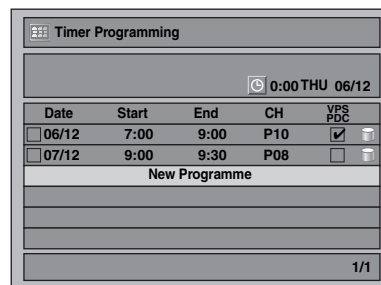 Timer Programming
0:00 THU 06/12
Date Start End CH VPS PDC
06/12 7:00 9:00 P10
07/12 9:00 9:30 P08
New Programme
1/1